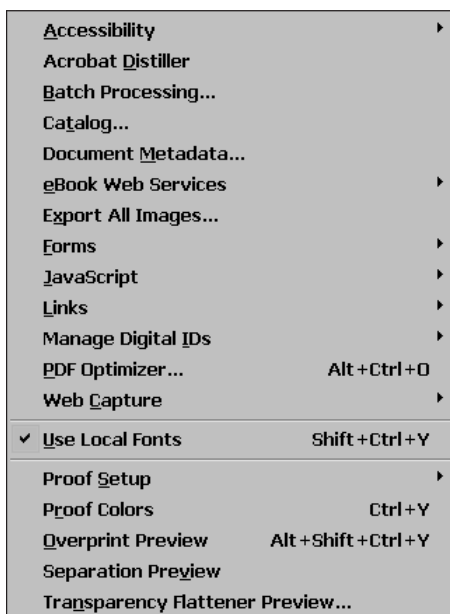 Accessibility
Acrobat Distiller
Batch Processing...
Catalog...
Document Metadata...
eBook Web Services
Export All Images...
Forms
JavaScript
Links
Manage Digital IDs
PDF Optimizer... Alt+Ctrl+O
Web Capture
Use Local Fonts Shift+Ctrl+Y
Proof Setup
Proof Colors Ctrl+Y
Overprint Preview Alt+Shift+Ctrl+Y
Separation Preview
Transparency Flattener Preview...